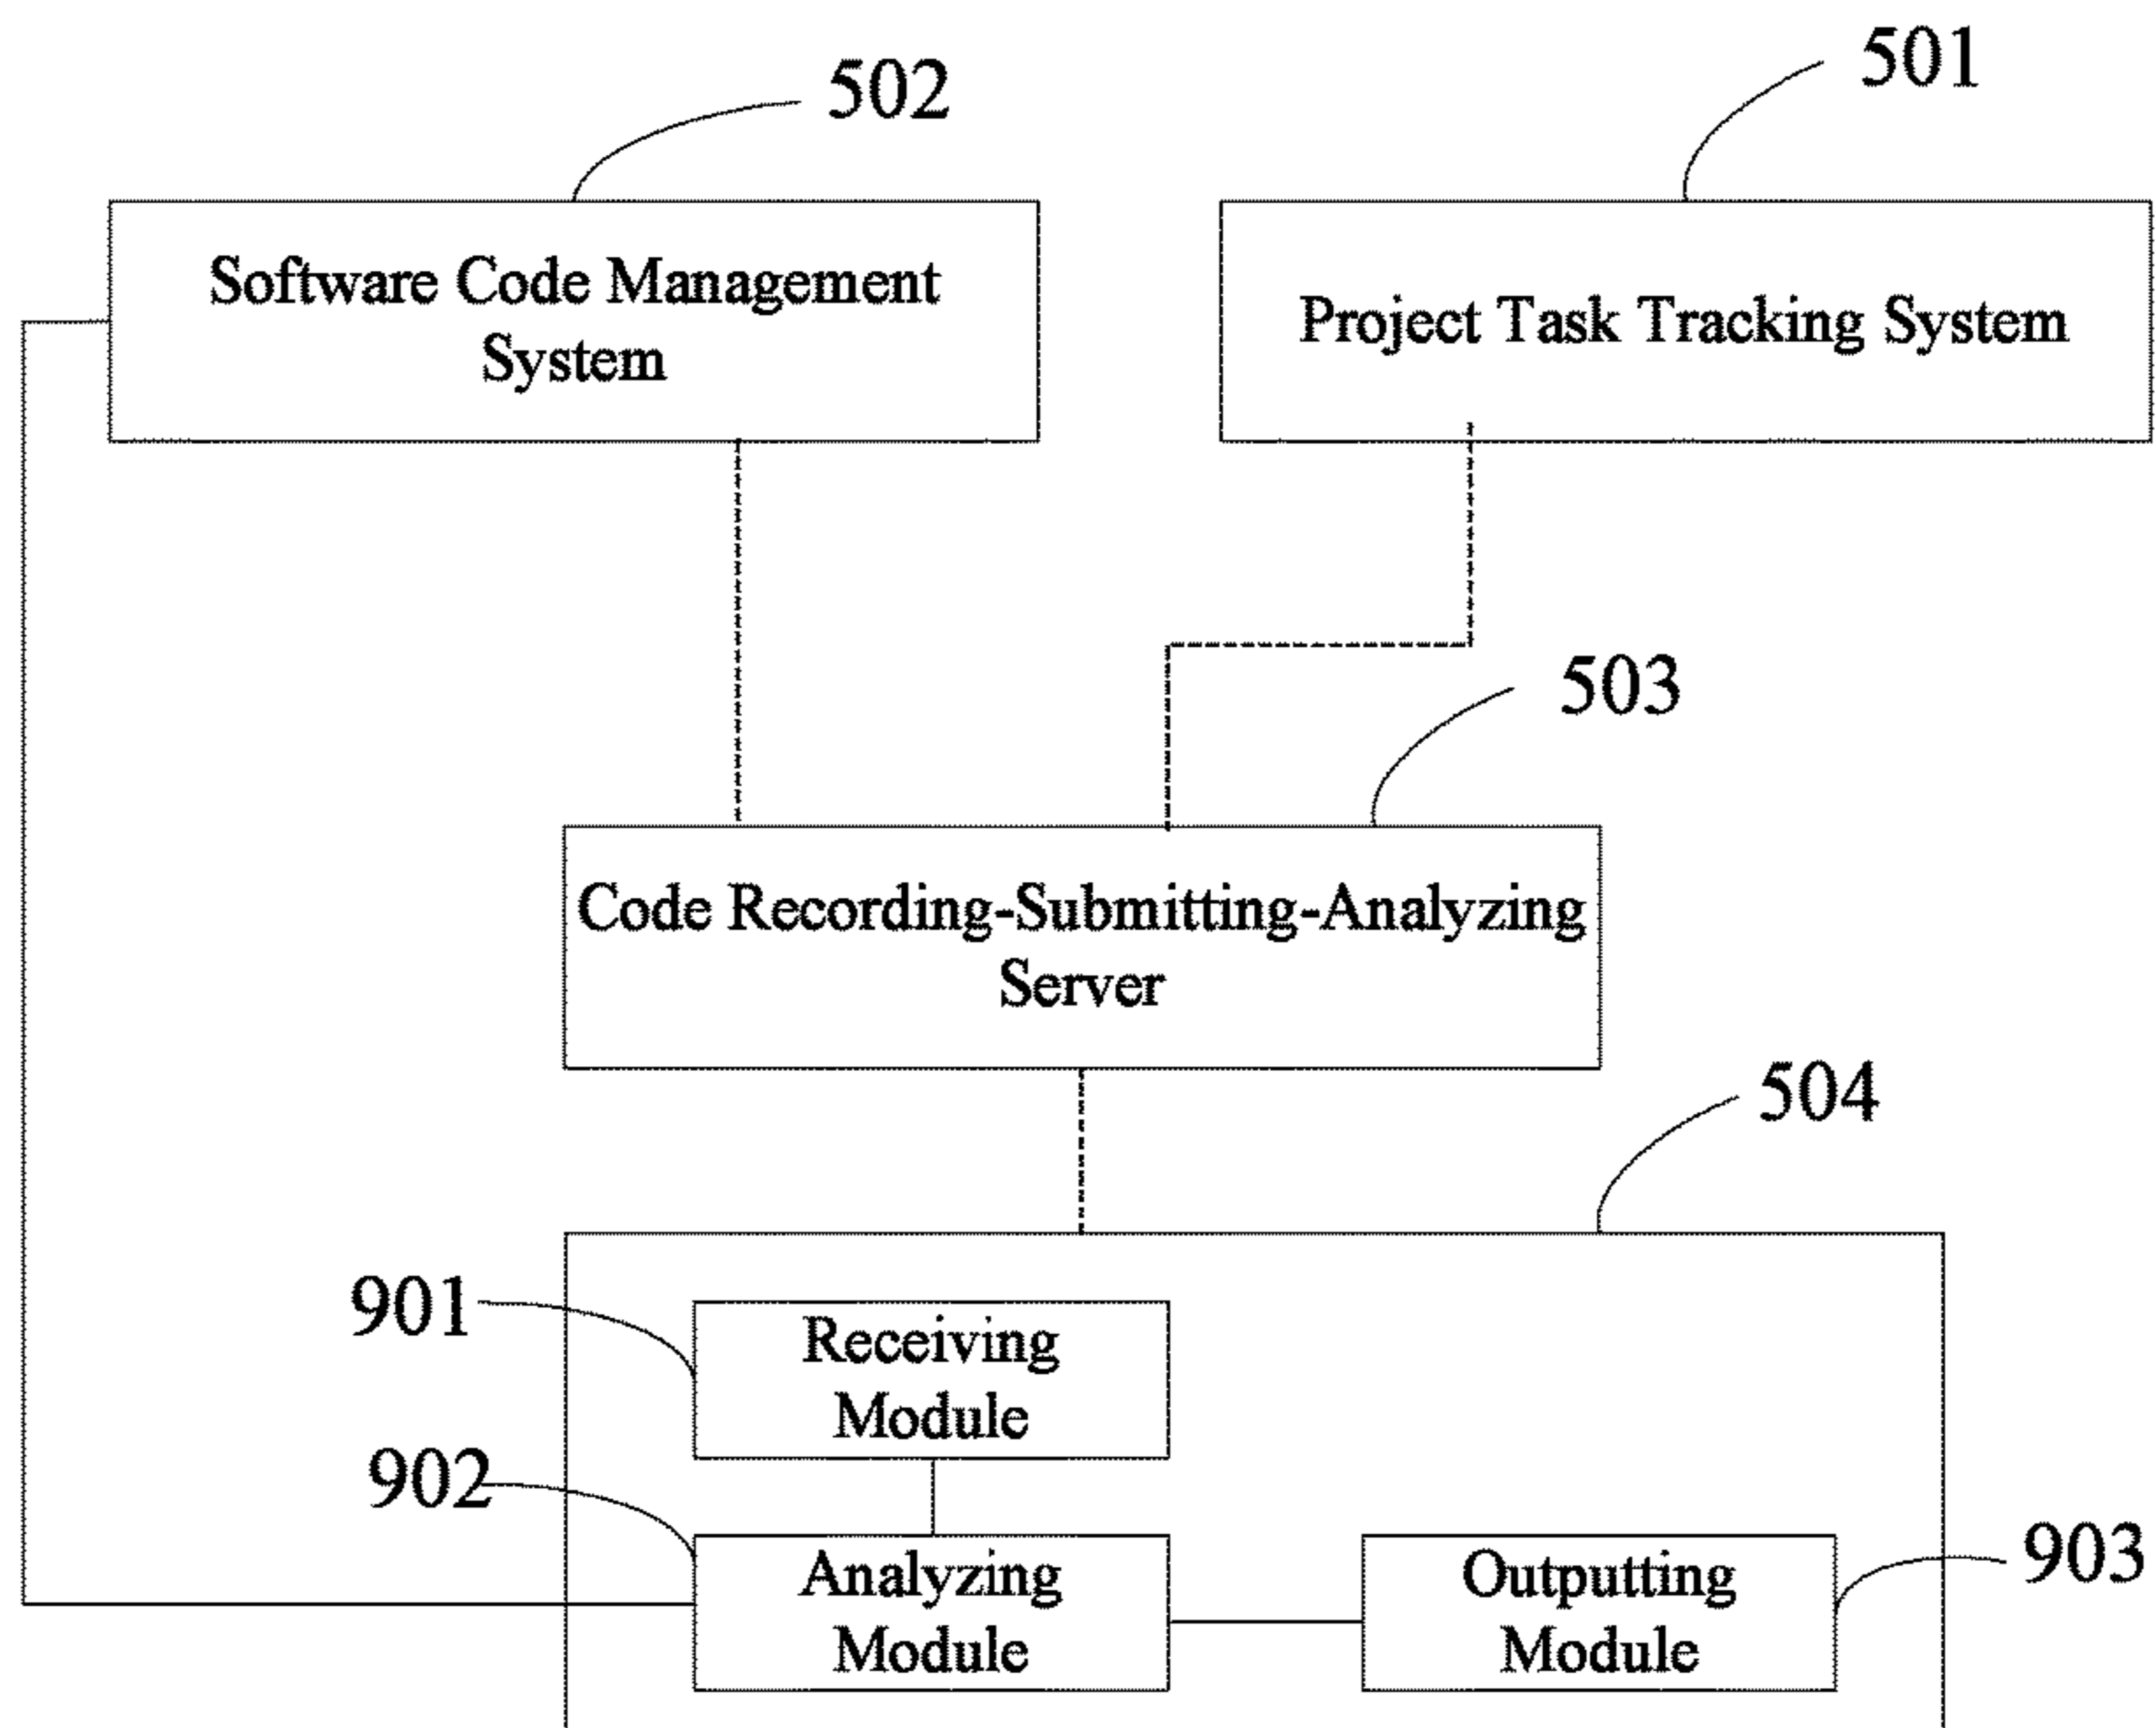 501
502
Software Code Management
System
Project Task Tracking System
503
Code Recording-Submitting-Analyzing
Server
504
901
Receiving
Module
902
Analyzing
Module
Outputting
Module
903